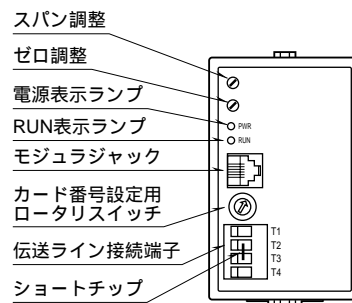 スパン調整
ゼロ調整
電源表示ランプ
RUN表示ランプ
モジュラジャック
カード番号設定用
ロータリスイッチ
伝送ライン接続端子
ショートチップ
PWR
RUN
T1
T2
T3
T4